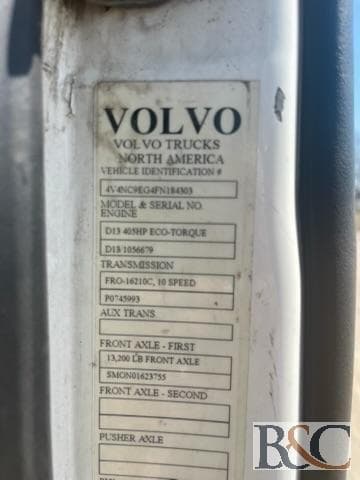 VOLVO
VOLVO TRUCKS
NORTH AMERICA
VEHICLE IDENTIFICATION #
4V4NC9EG4FN184303
MODEL & SERIAL NO.
ENGINE
D13 405HP ECO-TORQUE
D13/1056679
TRANSMISSION
FRO-16210C, 10 SPEED
P0745993
AUX TRANS
FRONT AXLE - FIRST
13,200 LB FRONT AXLE
SMON01623755
FRONT AXLE - SECOND
PUSHER AXLE
B&C